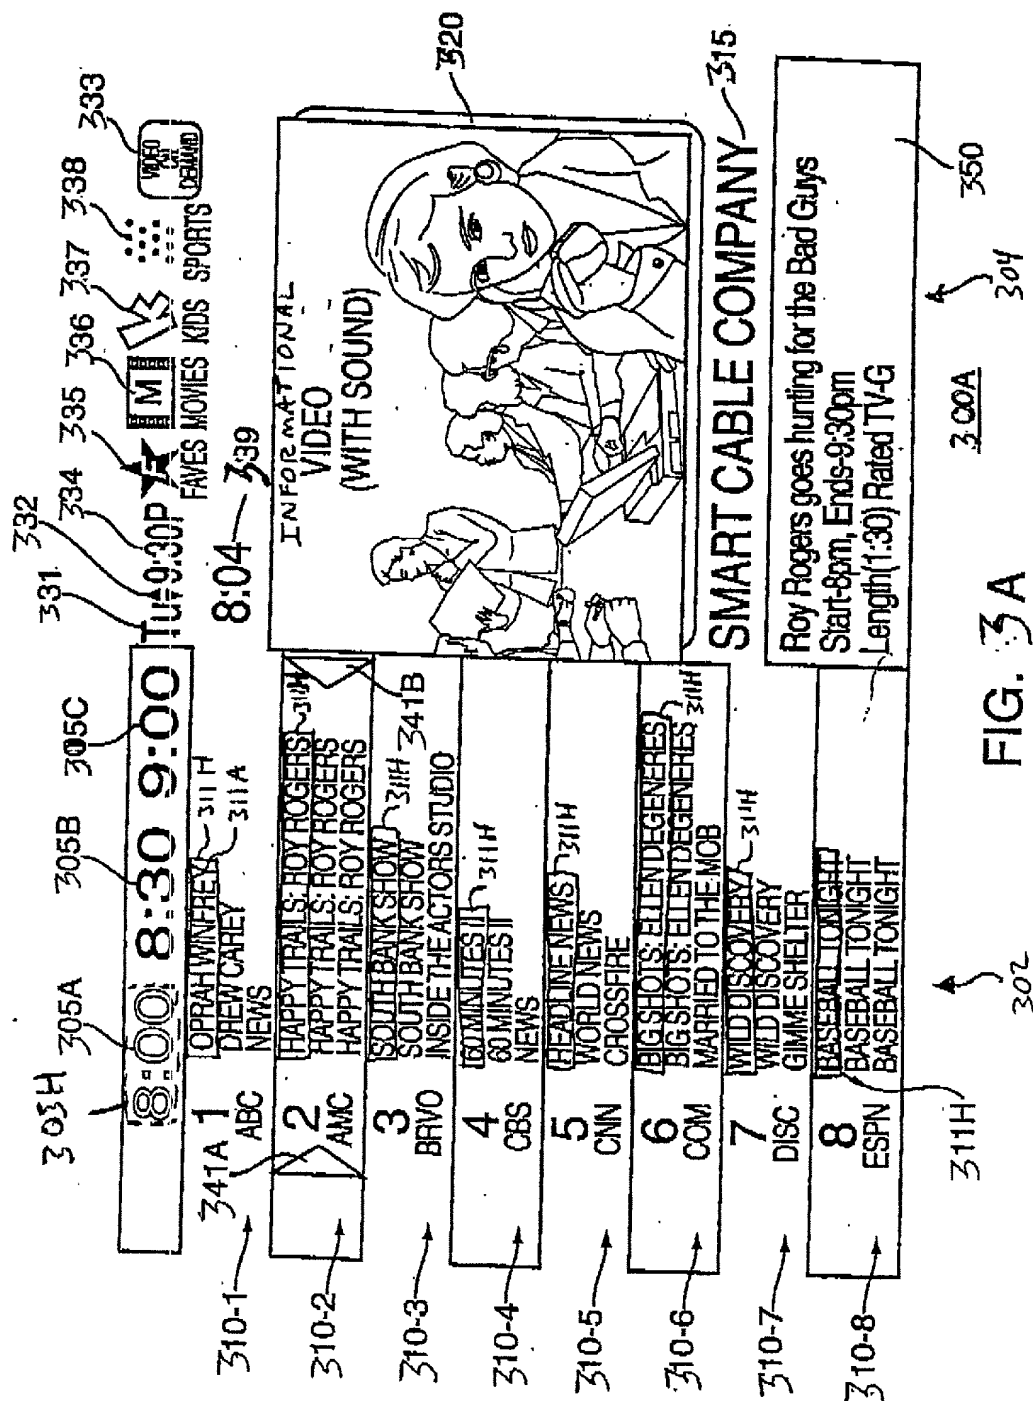 331 332 334 335 336 337 338 333
303H 305A 305B 305C
8:00 8:30 9:00 Tu 9:30P
F M K VIDEO
DEMAND
FAVES MOVIES KIDS SPORTS
8:04 339
341A
310-1
1
ABC
OPRAH WINFREY 311H
DREW CAREY 311A
NEWS
310-2
2
AMC
HAPPY TRAILS: ROY ROGERS 311H
HAPPY TRAILS: ROY ROGERS
HAPPY TRAILS: ROY ROGERS
341B
310-3
3
BRVO
SOUTH BANK SHOW 311H
SOUTH BANK SHOW
INSIDE THE ACTORS STUDIO
310-4
4
CBS
60 MINUTES II 311H
60 MINUTES II
NEWS
310-5
5
CNN
HEADLINE NEWS 311H
WORLD NEWS
CROSSFIRE
310-6
6
COM
BIG SHOTS: ELLEN DEGENERES 311H
BIG SHOTS: ELLEN DEGENERES
MARRIED TO THE MOB
310-7
7
DISC
WILD DISCOVERY 311H
WILD DISCOVERY
GIMME SHELTER
310-8
8
ESPN
BASEBALL TONIGHT
BASEBALL TONIGHT
BASEBALL TONIGHT
311H
INFORMATIONAL
VIDEO
(WITH SOUND)
320
SMART CABLE COMPANY 315
Roy Rogers goes hunting for the Bad Guys
Start-8pm, Ends-9:30pm
Length(1:30) Rated TV-G
350
302
304
300A
FIG. 3A